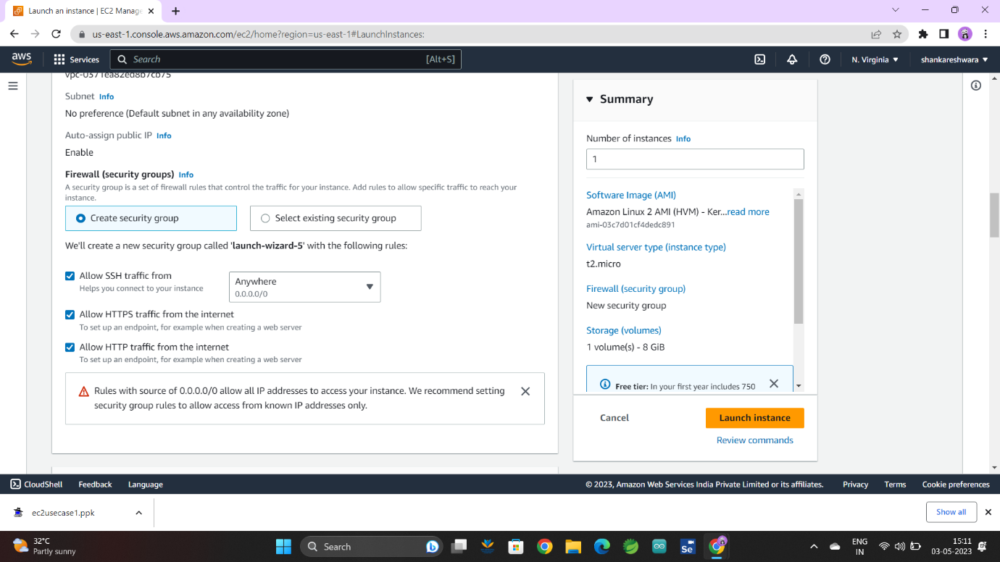 Launch an instance | EC2 Manage
us-east-1.console.aws.amazon.com/ec2/home?region=us-east-1#LaunchInstances:
aws
Services
Search
[Alt+S]
N. Virginia
shankareshwara
vpc-0371ea82ed8b7cb75
Subnet Info
No preference (Default subnet in any availability zone)
Auto-assign public IP Info
Enable
Firewall (security groups) Info
A security group is a set of firewall rules that control the traffic for your instance. Add rules to allow specific traffic to reach your
instance.
Create security group
Select existing security group
We'll create a new security group called 'launch-wizard-5' with the following rules:
Allow SSH traffic from
Helps you connect to your instance
Anywhere
0.0.0.0/0
Allow HTTPS traffic from the internet
To set up an endpoint, for example when creating a web server
Allow HTTP traffic from the internet
To set up an endpoint, for example when creating a web server
Rules with source of 0.0.0.0/0 allow all IP addresses to access your instance. We recommend setting
security group rules to allow access from known IP addresses only.
Summary
Number of instances Info
1
Software Image (AMI)
Amazon Linux 2 AMI (HVM) - Ker...read more
ami-03c7d01cf4dedc891
Virtual server type (instance type)
t2.micro
Firewall (security group)
New security group
Storage (volumes)
1 volume(s) - 8 GiB
Free tier: In your first year includes 750
Cancel
Launch instance
Review commands
CloudShell
Feedback
Language
© 2023, Amazon Web Services India Private Limited or its affiliates.
Privacy
Terms
Cookie preferences
ec2usecase1.ppk
Show all
32°C
Partly sunny
Search
Se
ENG
IN
15:11
03-05-2023